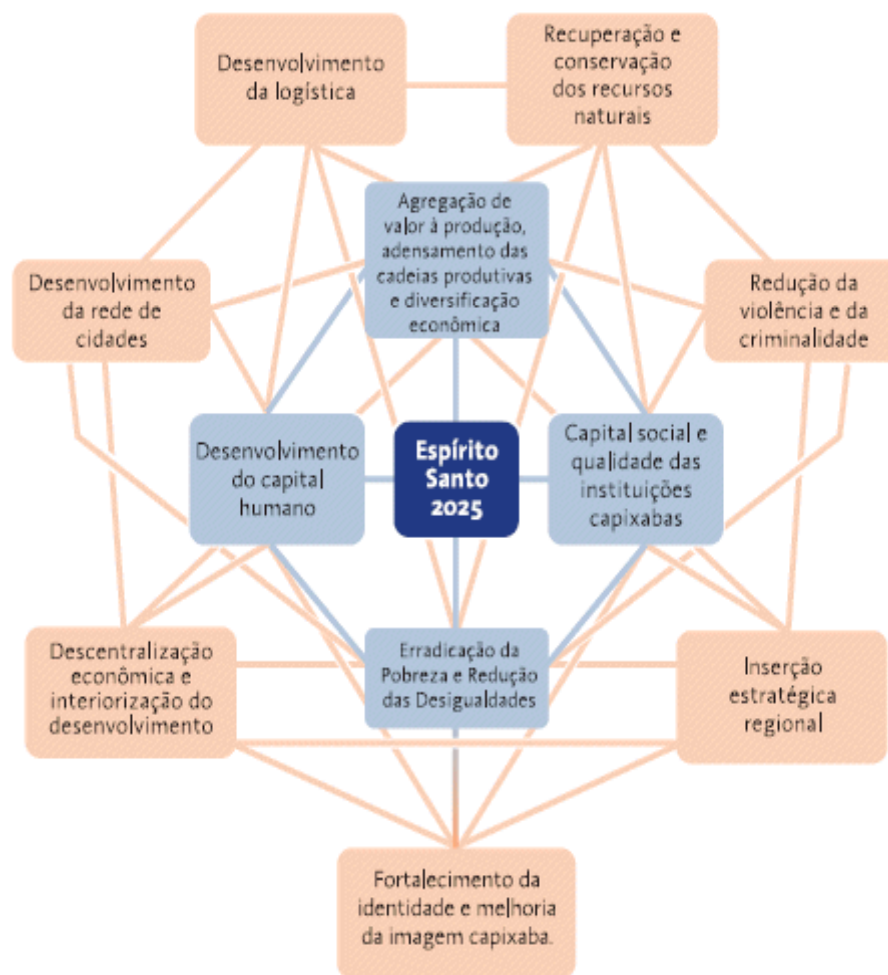 Desenvolvimento
da logística
Recuperação e
conservação
dos recursos
naturais
Agregação de
valor à produção,
adensamento das
cadeias produtivas
e diversificação
econômica
Desenvolvimento
da rede de
cidades
Redução da
violência e da
criminalidade
Desenvolvimento
do capital
humano
Espírito
Santo
2025
Capital social e
qualidade das
instituições
capixabas
Descentralização
econômica e
interiorização do
desenvolvimento
Erradicação da
Pobreza e Redução
das Desigualdades
Inserção
estratégica
regional
Fortalecimento da
identidade e melhoria
da imagem capixaba.